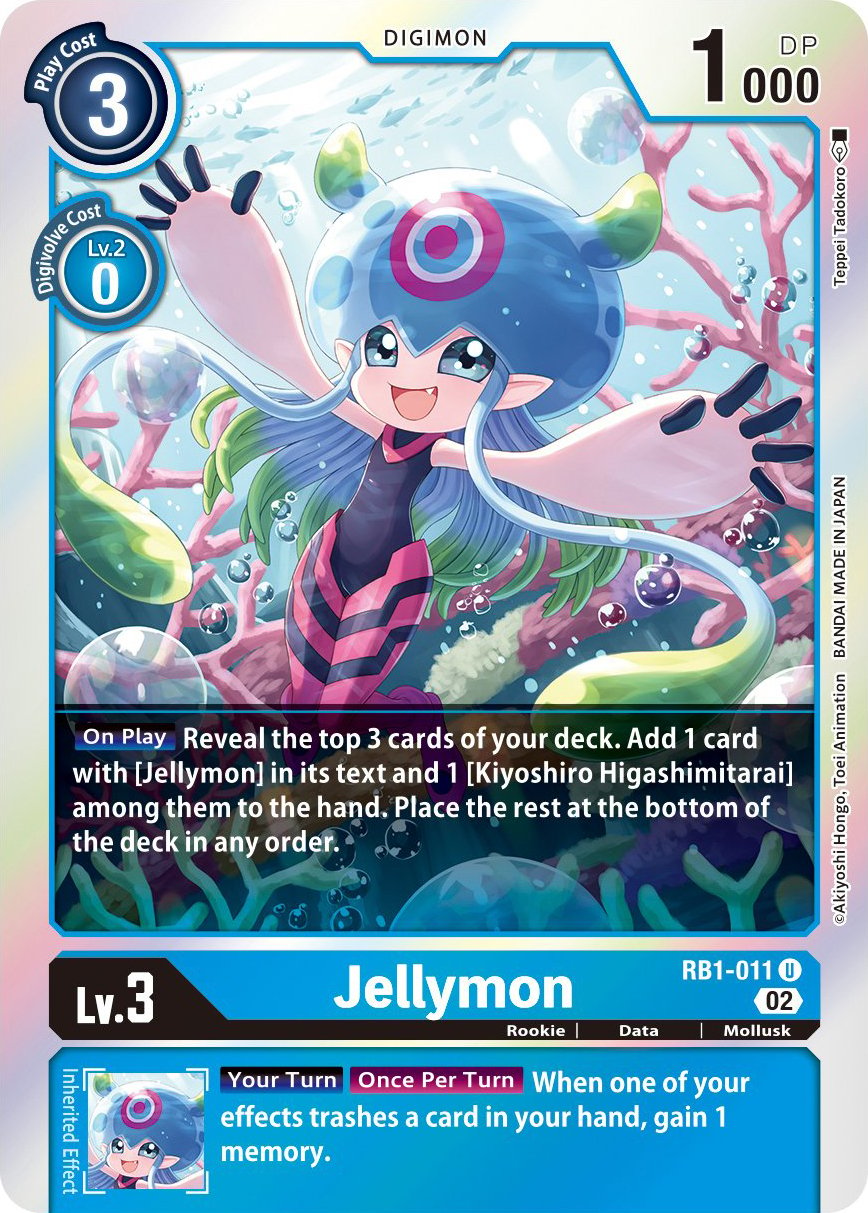 DIGIMON
Play Cost
3
DP
1000
Digivolve Cost
Lv.2
0
Teppei Tadokoro
BANDAI MADE IN JAPAN
©Akiyoshi Hongo, Toei Animation
On Play Reveal the top 3 cards of your deck. Add 1 card
with [Jellymon] in its text and 1 [Kiyoshiro Higashimitarai]
among them to the hand. Place the rest at the bottom of
the deck in any order.
Lv.3
Jellymon
RB1-011 U
02
Rookie | Data | Mollusk
Inherited Effect
Your Turn Once Per Turn When one of your
effects trashes a card in your hand, gain 1
memory.